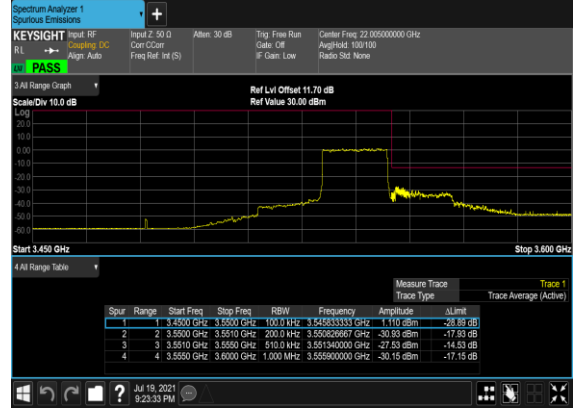 Spectrum Analyzer 1
Spurious Emissions
KEYSIGHT Input: RF Input Z: 50 Ω Atten: 30 dB Trig: Free Run Center Freq: 22.005000000 GHz
RL Coupling: DC Corr CCorr Gate: Off Avg|Hold: 100/100
Align: Auto Freq Ref: Int (S) IF Gain: Low Radio Std: None
PASS
3 All Range Graph
Ref Lvl Offset 11.70 dB
Scale/Div 10.0 dB Ref Value 30.00 dBm
Log
20.0
10.0
0.00
-10.0
-20.0
-30.0
-40.0
-50.0
-60.0
Start 3.450 GHz Stop 3.600 GHz
4 All Range Table
Measure Trace Trace 1
Trace Type Trace Average (Active)
Spur Range Start Freq Stop Freq RBW Frequency Amplitude ΔLimit
1 1 3.4500 GHz 3.5500 GHz 100.0 kHz 3.545833333 GHz 1.110 dBm -28.89 dB
2 2 3.5500 GHz 3.5510 GHz 200.0 kHz 3.550826667 GHz -30.93 dBm -17.93 dB
3 3 3.5510 GHz 3.5550 GHz 510.0 kHz 3.551340000 GHz -27.53 dBm -14.53 dB
4 4 3.5550 GHz 3.6000 GHz 1.000 MHz 3.555900000 GHz -30.15 dBm -17.15 dB
? Jul 19, 2021
9:23:33 PM